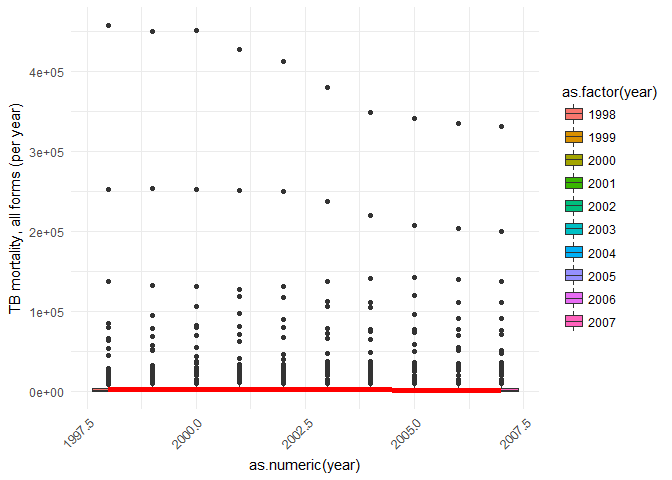 TB mortality, all forms (per year)
4e+05
3e+05
2e+05
1e+05
0e+00
1997.5
2000.0
2002.5
2005.0
2007.5
as.numeric(year)
as.factor(year)
1998
1999
2000
2001
2002
2003
2004
2005
2006
2007